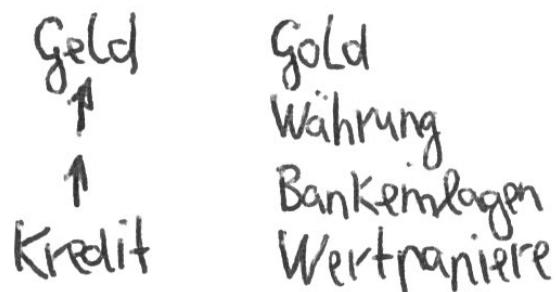 Geld
↑
↑
Kredit
Gold
Währung
Bankeinlagen
Wertpapiere